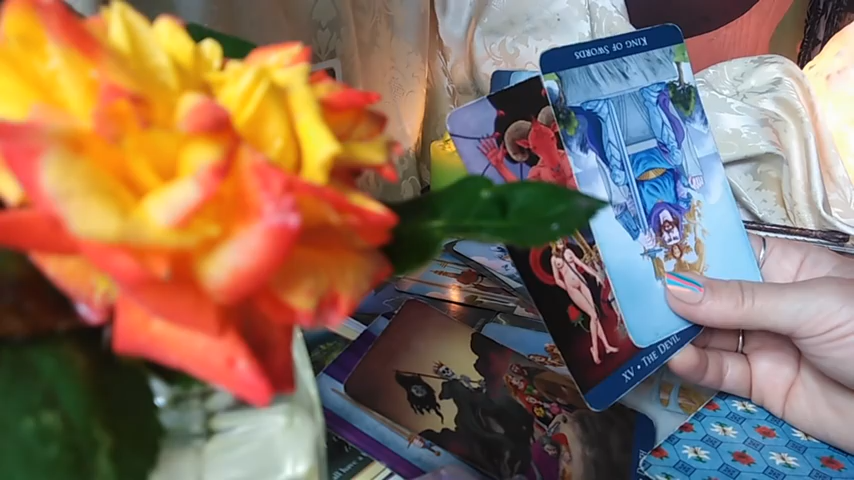 KING OF SWORDS
XV • THE DEVIL